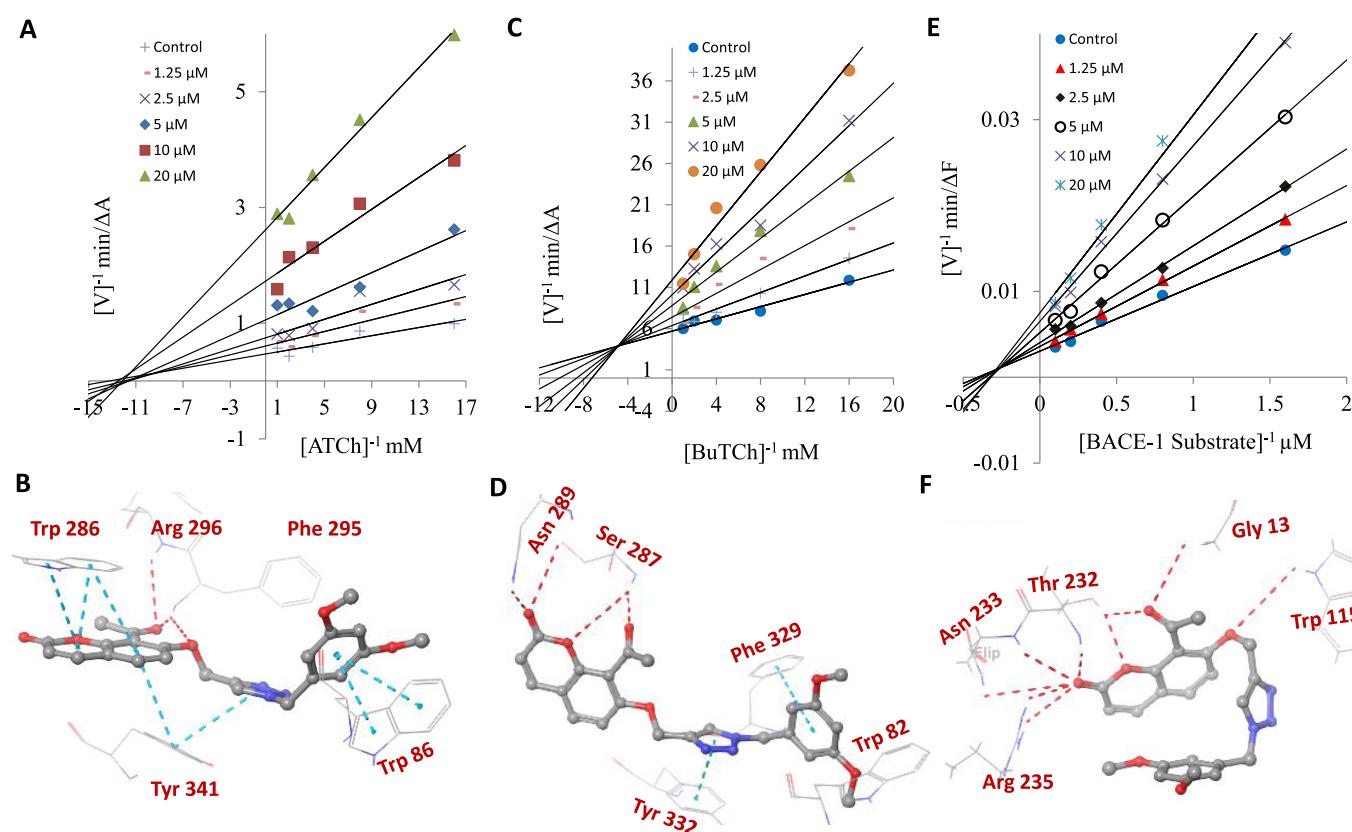 A
Control
1.25 µM
2.5 µM
5 µM
10 µM
20 µM
[V]⁻¹ min/ΔA
5
3
1
-1
-15
-11
-7
-3
1
5
9
13
17
[ATCh]⁻¹ mM
C
Control
1.25 µM
2.5 µM
5 µM
10 µM
20 µM
[V]⁻¹ min/ΔA
36
31
26
21
16
11
6
1
-4
-12
-8
-4
0
4
8
12
16
20
[BuTCh]⁻¹ mM
E
Control
1.25 µM
2.5 µM
5 µM
10 µM
20 µM
[V]⁻¹ min/ΔF
0.03
0.01
-0.01
-0.5
0
0.5
1
1.5
2
[BACE-1 Substrate]⁻¹ µM
B
Trp 286
Arg 296
Phe 295
Tyr 341
Trp 86
D
Asn 289
Ser 287
Phe 329
Trp 82
Tyr 332
F
Gly 13
Thr 232
Asn 233
Flip
Trp 115
Arg 235